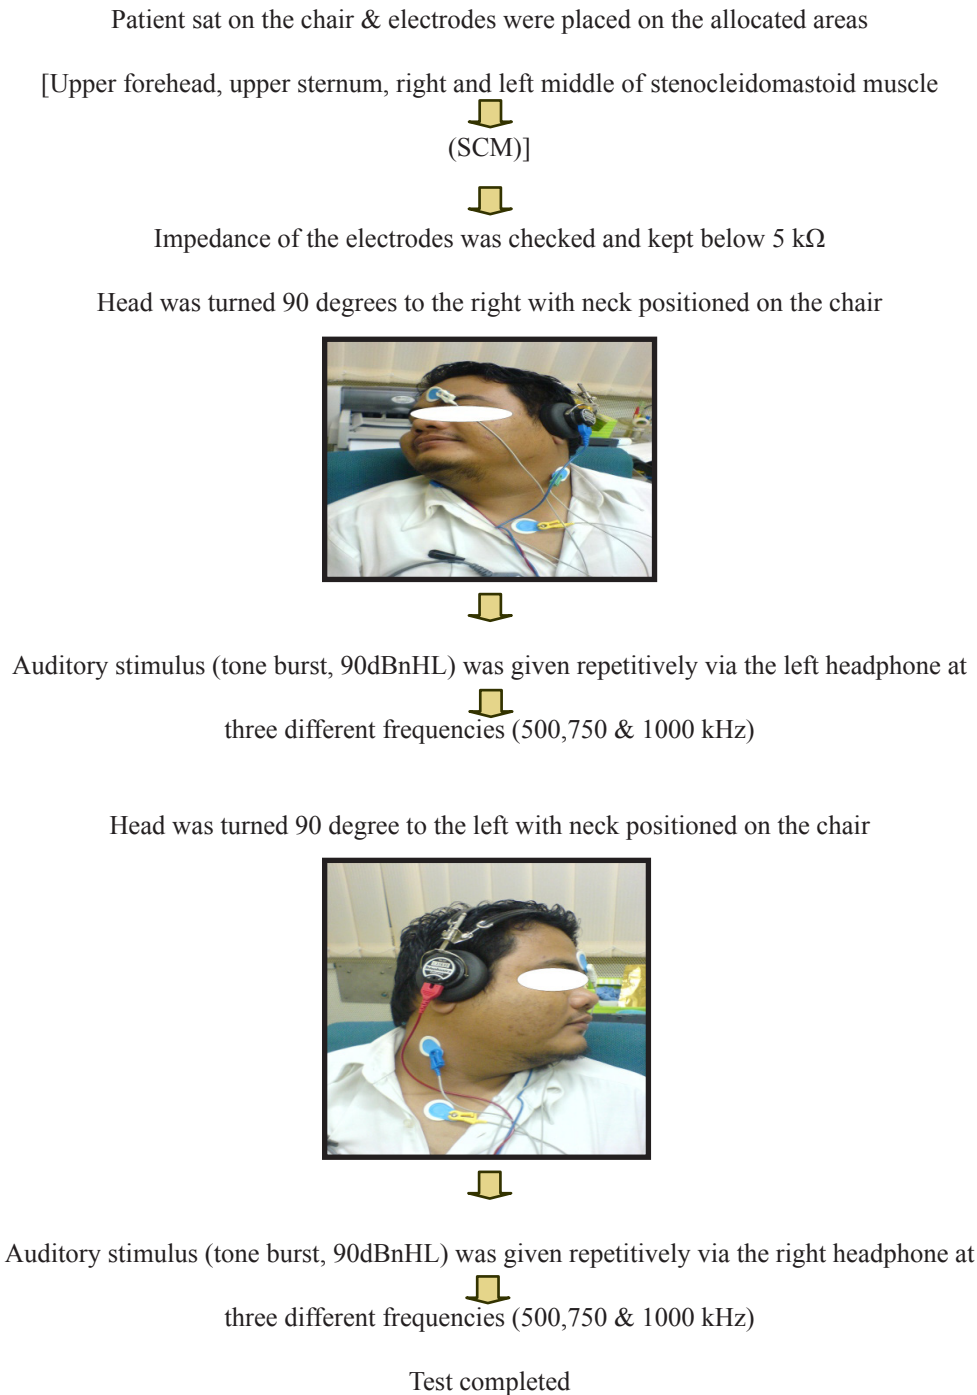 Patient sat on the chair & electrodes were placed on the allocated areas
[Upper forehead, upper sternum, right and left middle of stenocleidomastoid muscle
(SCM)]
Impedance of the electrodes was checked and kept below 5 kΩ
Head was turned 90 degrees to the right with neck positioned on the chair
Auditory stimulus (tone burst, 90dBnHL) was given repetitively via the left headphone at
three different frequencies (500,750 & 1000 kHz)
Head was turned 90 degree to the left with neck positioned on the chair
Auditory stimulus (tone burst, 90dBnHL) was given repetitively via the right headphone at
three different frequencies (500,750 & 1000 kHz)
Test completed